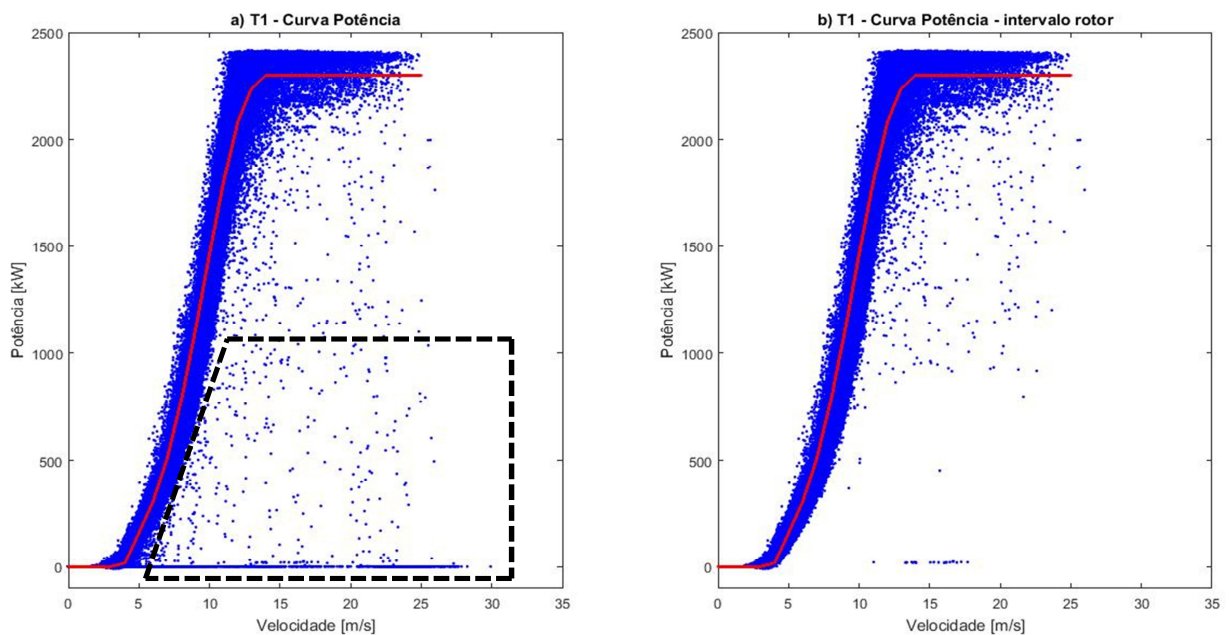 a) T1 - Curva Potência
2500
2000
1500
1000
500
0
Potência [kW]
0 5 10 15 20 25 30 35
Velocidade [m/s]
b) T1 - Curva Potência - intervalo rotor
2500
2000
1500
1000
500
0
Potência [kW]
0 5 10 15 20 25 30 35
Velocidade [m/s]